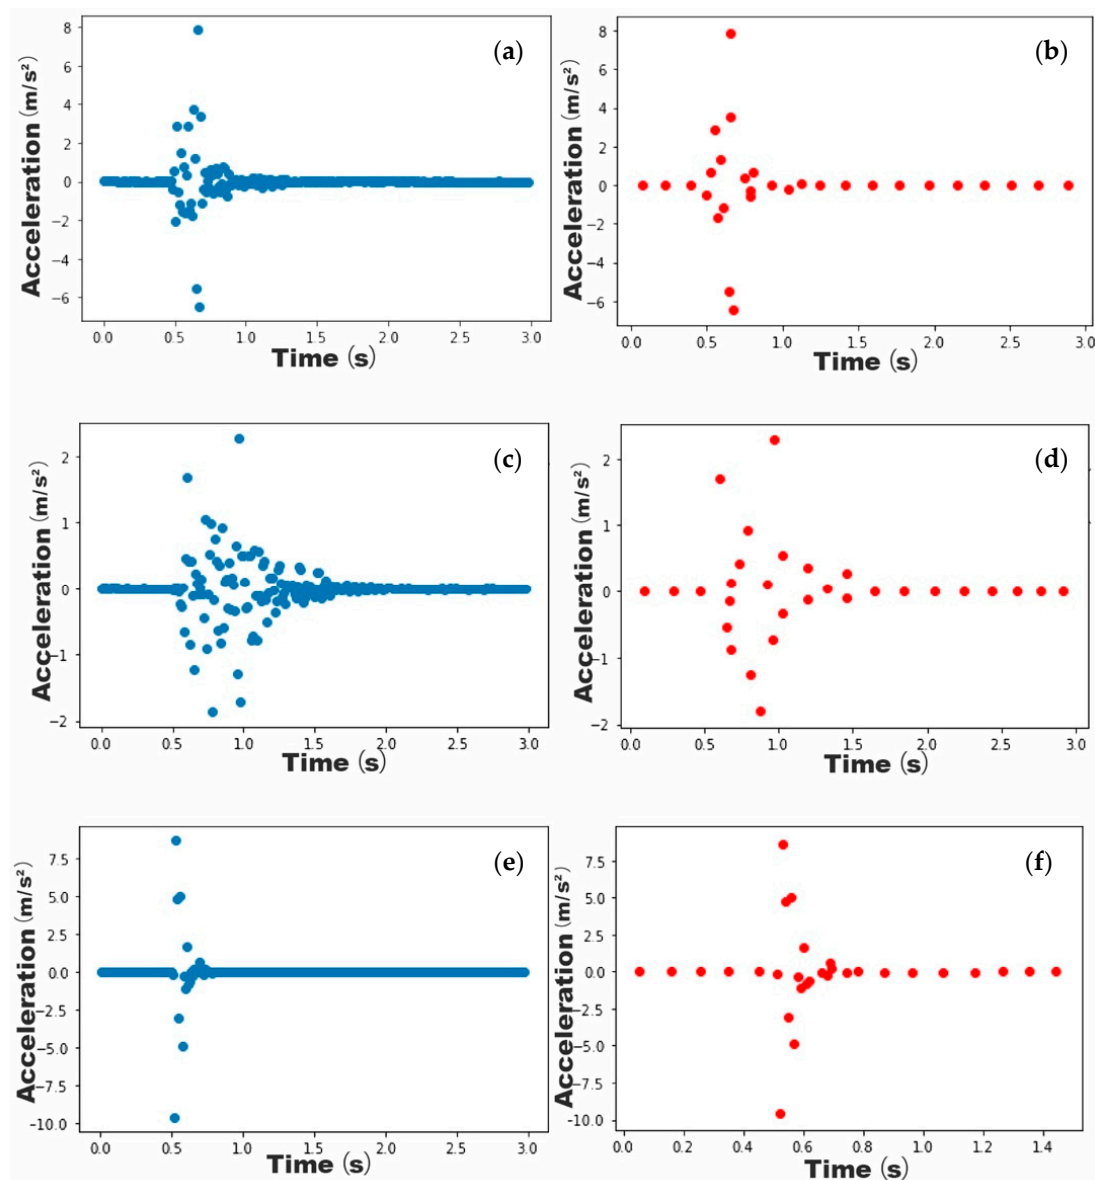 (a)
Acceleration (m/s²)
8
6
4
2
0
−2
−4
−6
0.0 0.5 1.0 1.5 2.0 2.5 3.0
Time (s)
(b)
Acceleration (m/s²)
8
6
4
2
0
−2
−4
−6
0.0 0.5 1.0 1.5 2.0 2.5 3.0
Time (s)
(c)
Acceleration (m/s²)
2
1
0
−1
−2
0.0 0.5 1.0 1.5 2.0 2.5 3.0
Time (s)
(d)
Acceleration (m/s²)
2
1
0
−1
−2
0.0 0.5 1.0 1.5 2.0 2.5 3.0
Time (s)
(e)
Acceleration (m/s²)
7.5
5.0
2.5
0.0
−2.5
−5.0
−7.5
−10.0
0.0 0.5 1.0 1.5 2.0 2.5 3.0
Time (s)
(f)
Acceleration (m/s²)
7.5
5.0
2.5
0.0
−2.5
−5.0
−7.5
−10.0
0.0 0.2 0.4 0.6 0.8 1.0 1.2 1.4
Time (s)